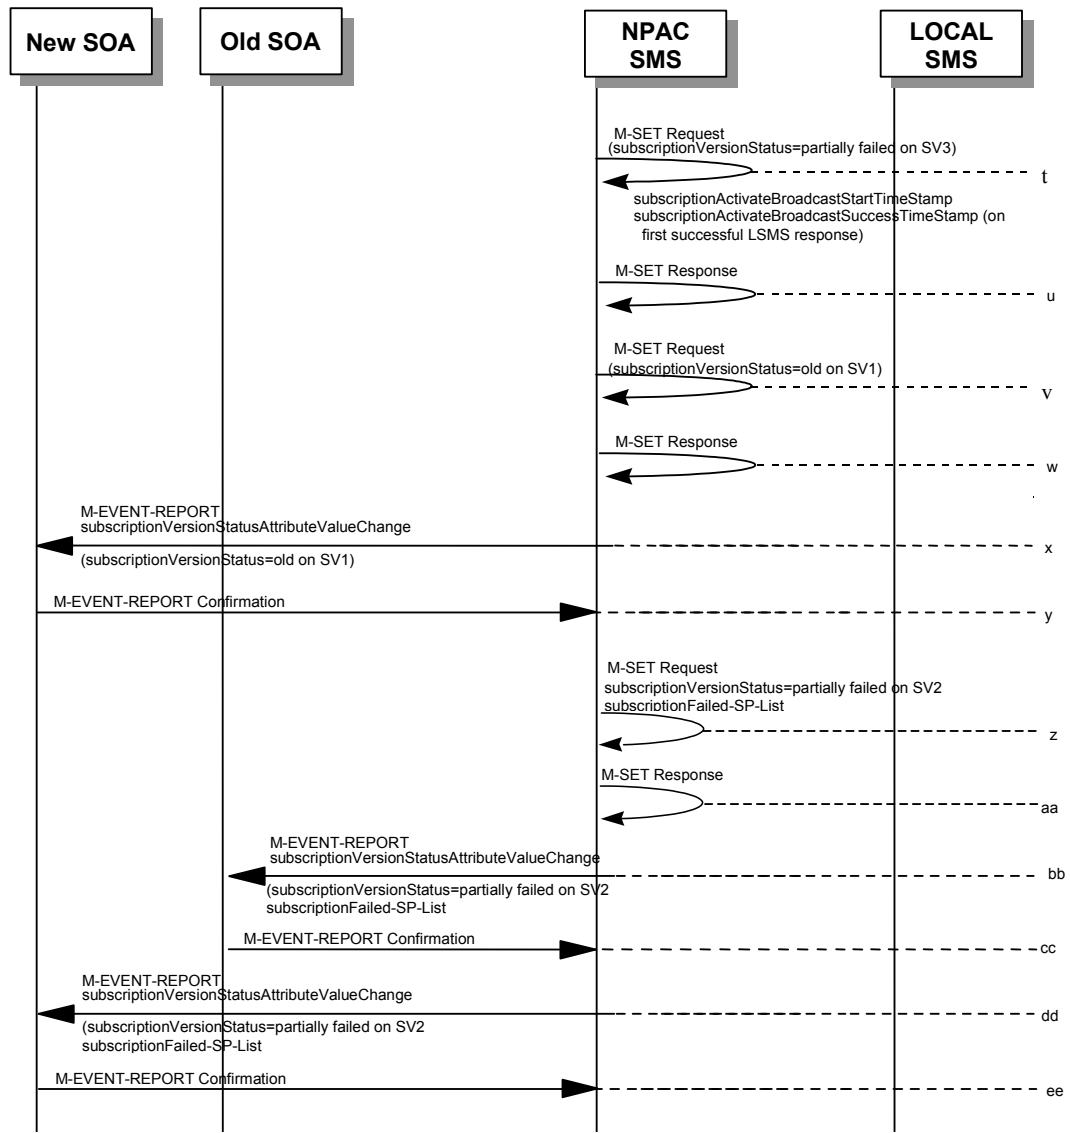 New SOA
Old SOA
NPAC
SMS
LOCAL
SMS
M-SET Request
(subscriptionVersionStatus=partially failed on SV3)
t
subscriptionActivateBroadcastStartTimeStamp
subscriptionActivateBroadcastSuccessTimeStamp (on
first successful LSMS response)
M-SET Response
u
M-SET Request
(subscriptionVersionStatus=old on SV1)
v
M-SET Response
w
M-EVENT-REPORT
subscriptionVersionStatusAttributeValueChange
x
(subscriptionVersionStatus=old on SV1)
M-EVENT-REPORT Confirmation
y
M-SET Request
subscriptionVersionStatus=partially failed on SV2
subscriptionFailed-SP-List
z
M-SET Response
aa
M-EVENT-REPORT
subscriptionVersionStatusAttributeValueChange
bb
(subscriptionVersionStatus=partially failed on SV2
subscriptionFailed-SP-List
M-EVENT-REPORT Confirmation
cc
M-EVENT-REPORT
subscriptionVersionStatusAttributeValueChange
dd
(subscriptionVersionStatus=partially failed on SV2
subscriptionFailed-SP-List
M-EVENT-REPORT Confirmation
ee